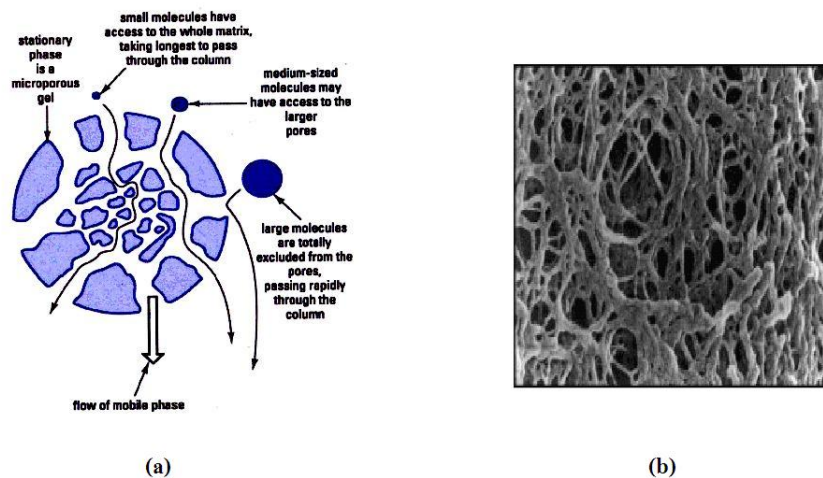 small molecules have
access to the whole matrix,
taking longest to pass
through the column
stationary
phase
is a
microporous
gel
medium-sized
molecules may
have access to the
larger
pores
large molecules
are totally
excluded from the
pores,
passing rapidly
through the
column
flow of mobile phase
(a)
(b)